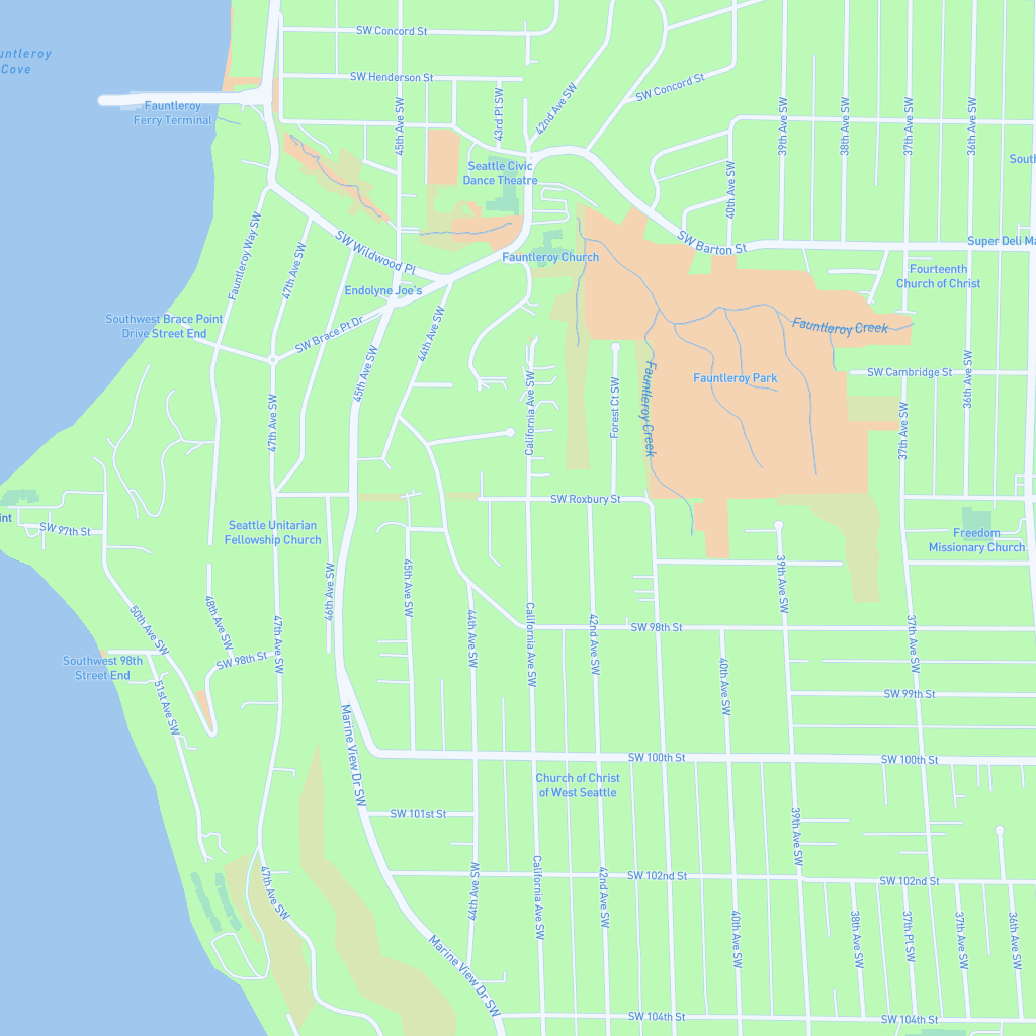 SW Concord St
Cove
SW Henderson St
SW Concord St
Fauntleroy
Ferry Terminal
43rd Pl SW
42nd Ave SW
45th Ave SW
39th Ave SW
38th Ave SW
37th Ave SW
36th Ave SW
Seattle Civic
Dance Theatre
40th Ave SW
SW Barton St
Super Deli
Fauntleroy Way SW
47th Ave SW
SW Wildwood Pl
Fauntleroy Church
Fourteenth
Church of Christ
Endolyne Joe's
Southwest Brace Point
Drive Street End
SW Brace Pt Dr
44th Ave SW
Fauntleroy Creek
45th Ave SW
Fauntleroy Park
SW Cambridge St
36th Ave SW
Fauntleroy Creek
Forest Ct SW
California Ave SW
47th Ave SW
37th Ave SW
SW Roxbury St
SW 97th St
Seattle Unitarian
Fellowship Church
Freedom
Missionary Church
46th Ave SW
45th Ave SW
39th Ave SW
50th Ave SW
48th Ave SW
47th Ave SW
44th Ave SW
California Ave SW
42nd Ave SW
SW 98th St
37th Ave SW
40th Ave SW
Southwest 98th
Street End
SW 98th St
51st Ave SW
SW 99th St
Marine View Dr SW
SW 100th St
SW 100th St
Church of Christ
of West Seattle
SW 101st St
39th Ave SW
47th Ave SW
44th Ave SW
California Ave SW
42nd Ave SW
SW 102nd St
SW 102nd St
40th Ave SW
38th Ave SW
37th Pl SW
37th Ave SW
36th Ave SW
Marine View Dr SW
SW 104th St
SW 104th St